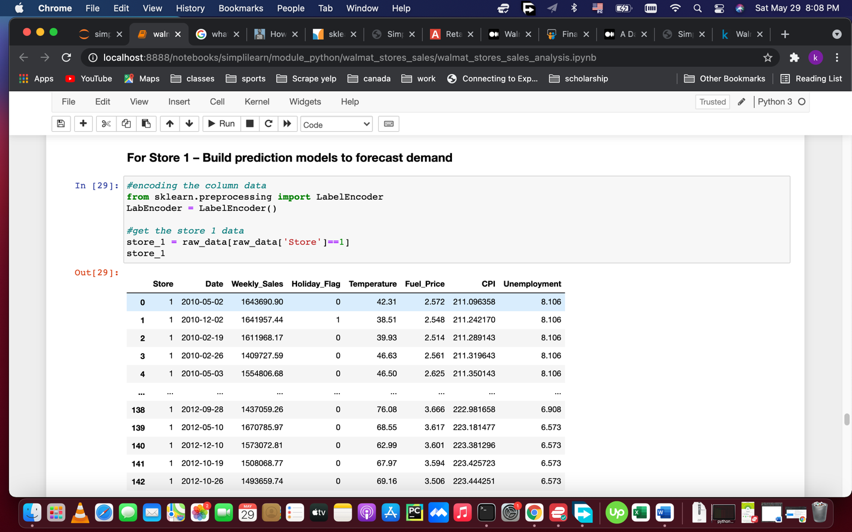 Chrome File Edit View History Bookmarks People Tab Window Help Sat May 29 8:08 PM
simp waln wha How skle Sim Reta Wal Fina A Da Sim Wal
localhost:8888/notebooks/simplilearn/module_python/walmat_stores_sales/walmart_stores_sales_analysis.ipynb
Apps YouTube Maps classes sports Scrape yelp canada work Connecting to Exp... scholarship Other Bookmarks Reading List
File Edit View Insert Cell Kernel Widgets Help Trusted Python 3
Run Code
For Store 1 – Build prediction models to forecast demand
In [29]: #encoding the column data
from sklearn.preprocessing import LabelEncoder
LabEncoder = LabelEncoder()
#get the store 1 data
store_1 = raw_data[raw_data['Store']==1]
store_1
Out[29]:
Store Date Weekly_Sales Holiday_Flag Temperature Fuel_Price CPI Unemployment
0 1 2010-05-02 1643690.90 0 42.31 2.572 211.096358 8.106
1 1 2010-12-02 1641957.44 1 38.51 2.548 211.242170 8.106
2 1 2010-02-19 1611968.17 0 39.93 2.514 211.289143 8.106
3 1 2010-02-26 1409727.59 0 46.63 2.561 211.319643 8.106
4 1 2010-05-03 1554806.68 0 46.50 2.625 211.350143 8.106
... ... ... ... ... ... ... ... ...
138 1 2012-09-28 1437059.26 0 76.08 3.666 222.981658 6.908
139 1 2012-05-10 1670785.97 0 68.55 3.617 223.181477 6.573
140 1 2012-12-10 1573072.81 0 62.99 3.601 223.381296 6.573
141 1 2012-10-19 1508068.77 0 67.97 3.594 223.425723 6.573
142 1 2012-10-26 1493659.74 0 69.16 3.506 223.444251 6.573